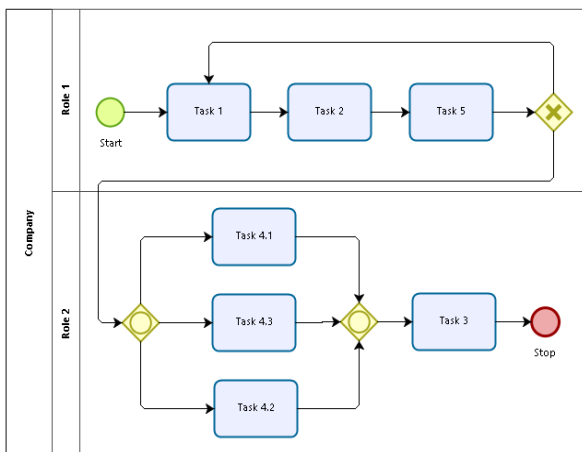 Company
Role 1
Start
Task 1
Task 2
Task 5
Role 2
Task 4.1
Task 4.3
Task 4.2
Task 3
Stop